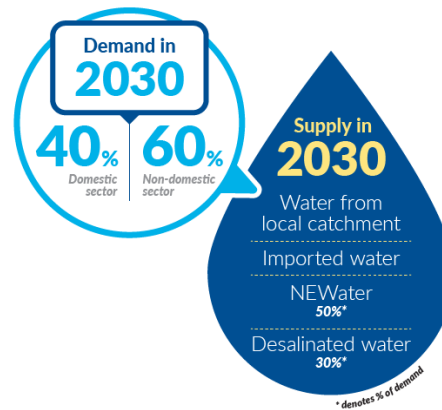 Demand in
2030
40%
Domestic
sector
60%
Non-domestic
sector
Supply in
2030
Water from
local catchment
Imported water
NEWater
50%*
Desalinated water
30%*
* denotes % of demand